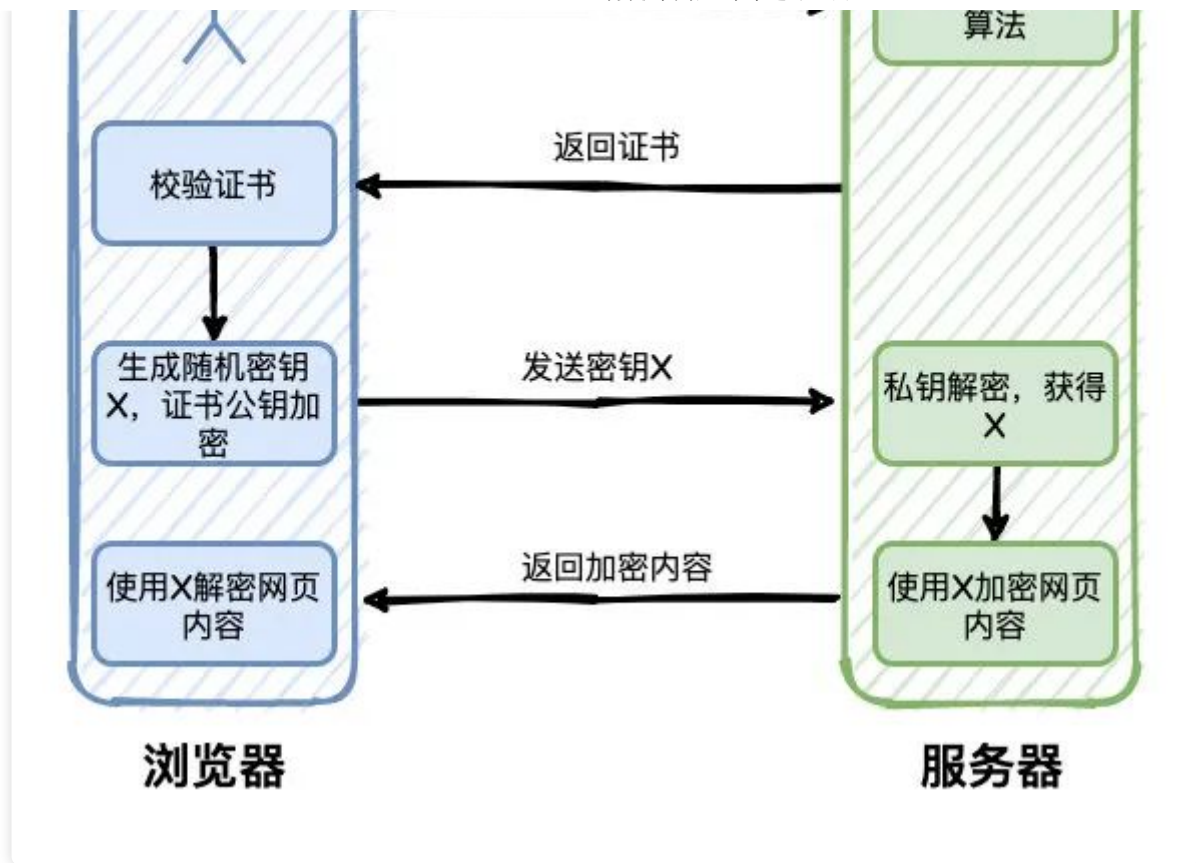 算法
返回证书
校验证书
生成随机密钥
X，证书公钥加
密
发送密钥X
私钥解密，获得
X
返回加密内容
使用X解密网页
内容
使用X加密网页
内容
浏览器
服务器